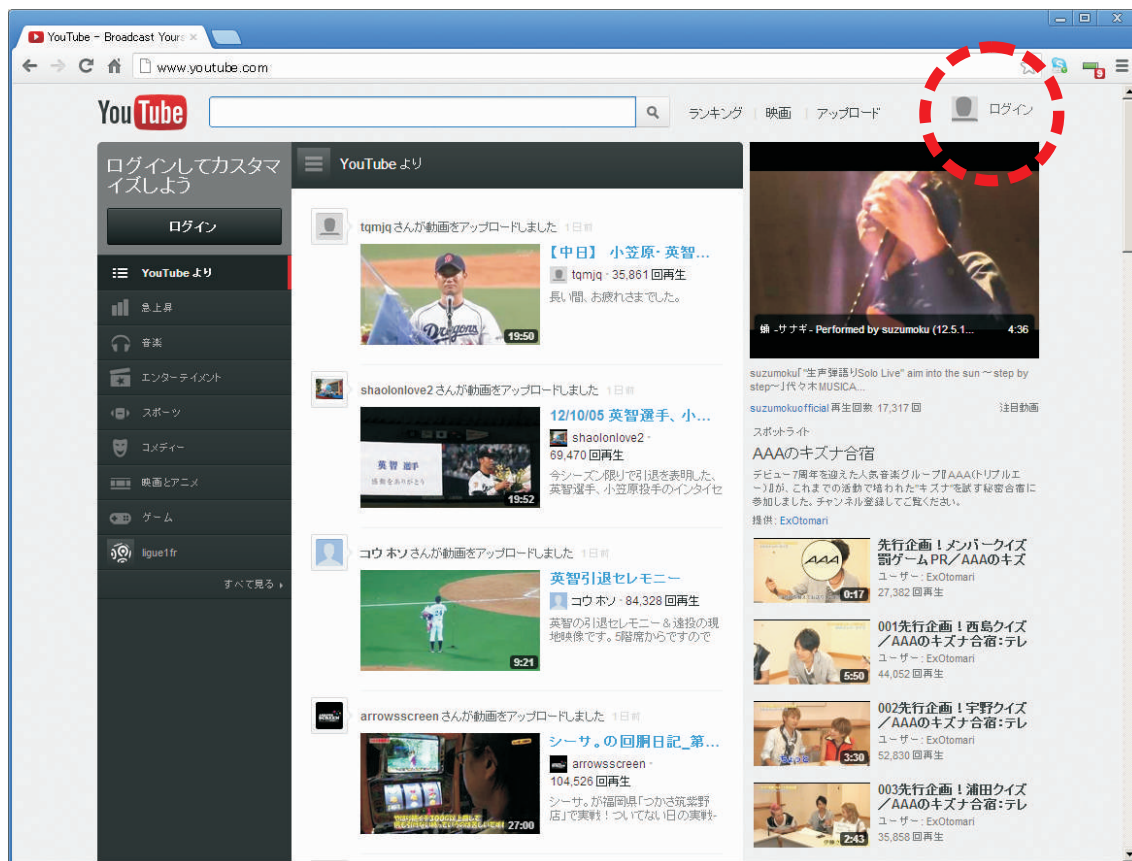 YouTube - Broadcast Yours
www.youtube.com
9
YouTube
ランキング
映画
アップロード
ログイン
ログインしてカスタマ
イズしよう
ログイン
YouTube より
急上昇
音楽
エンターテイメント
スポーツ
コメディー
映画とアニメ
ゲーム
ligue1fr
すべて見る
YouTube より
tqmjqさんが動画をアップロードしました 1日前
Dragons
19:50
【中日】 小笠原・英智...
tqmjq - 35,861 回再生
長い間、お疲れさまでした。
shaolonlove2 さんが動画をアップロードしました 1日前
英智 選手
感動をありがとう
19:52
12/10/05 英智選手、小...
shaolonlove2 -
69,470 回再生
今シーズン限りで引退を表明した、
英智選手、小笠原投手のインタイセ
コウ ホソ さんが動画をアップロードしました 1日前
24
9:21
英智引退セレモニー
コウ ホソ - 84,328 回再生
英智の引退セレモニー＆遠投の現
地映像です。5階席からですので
arrowsscreen さんが動画をアップロードしました 1日前
27:00
シーサ。の回胴日記_第...
arrowsscreen -
104,526 回再生
シーサ。が福岡県「つかさ筑紫野
店」で実戦！ついてない日の実戦-
蛹 -サナギ- Performed by suzumoku (12.5.1... 4:36
suzumoku「"生声弾語りSolo Live" aim into the sun ～step by
step～」代々木MUSICA...
suzumokuofficial 再生回数 17,317 回 注目動画
スポットライト
AAAのキズナ合宿
デビュー7周年を迎えた人気音楽グループ『AAA(トリプルエ
ー)』が、これまでの活動で培われた"キズナ"を試す秘密合宿に
参加しました。チャンネル登録してご覧ください。
提供: ExOtomari
AAA
0:17
先行企画！メンバークイズ
罰ゲームPR／AAAのキズ
ユーザー: ExOtomari
27,382 回再生
5:50
001先行企画！西島クイズ
／AAAのキズナ合宿：テレ
ユーザー: ExOtomari
44,052 回再生
3:30
002先行企画！宇野クイズ
／AAAのキズナ合宿：テレ
ユーザー: ExOtomari
52,830 回再生
2:43
003先行企画！浦田クイズ
／AAAのキズナ合宿：テレ
ユーザー: ExOtomari
35,858 回再生